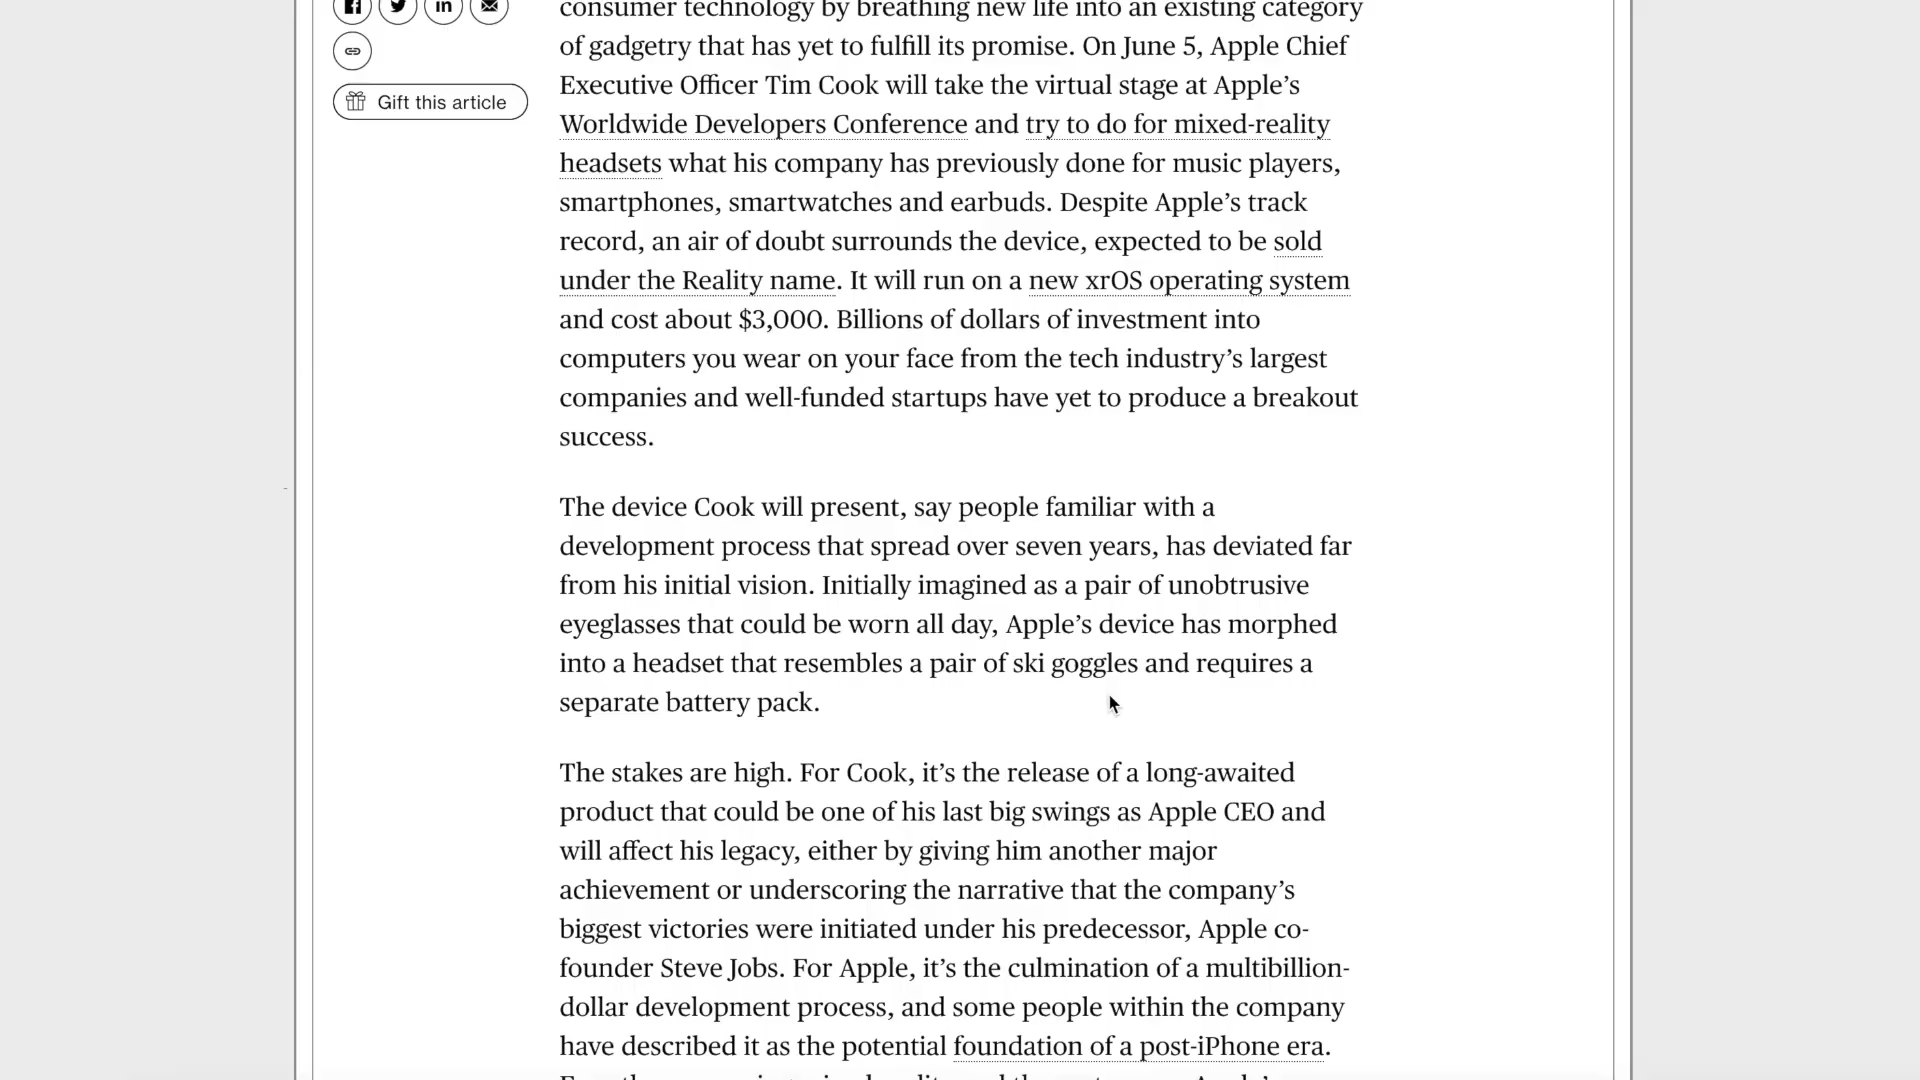 consumer technology by breathing new life into an existing category
of gadgetry that has yet to fulfill its promise. On June 5, Apple Chief
Executive Officer Tim Cook will take the virtual stage at Apple’s
Gift this article
Worldwide Developers Conference and try to do for mixed-reality
headsets what his company has previously done for music players,
smartphones, smartwatches and earbuds. Despite Apple’s track
record, an air of doubt surrounds the device, expected to be sold
under the Reality name. It will run on a new xrOS operating system
and cost about $3,000. Billions of dollars of investment into
computers you wear on your face from the tech industry’s largest
companies and well-funded startups have yet to produce a breakout
success.
The device Cook will present, say people familiar with a
development process that spread over seven years, has deviated far
from his initial vision. Initially imagined as a pair of unobtrusive
eyeglasses that could be worn all day, Apple’s device has morphed
into a headset that resembles a pair of ski goggles and requires a
separate battery pack.
The stakes are high. For Cook, it’s the release of a long-awaited
product that could be one of his last big swings as Apple CEO and
will affect his legacy, either by giving him another major
achievement or underscoring the narrative that the company’s
biggest victories were initiated under his predecessor, Apple co-
founder Steve Jobs. For Apple, it’s the culmination of a multibillion-
dollar development process, and some people within the company
have described it as the potential foundation of a post-iPhone era.